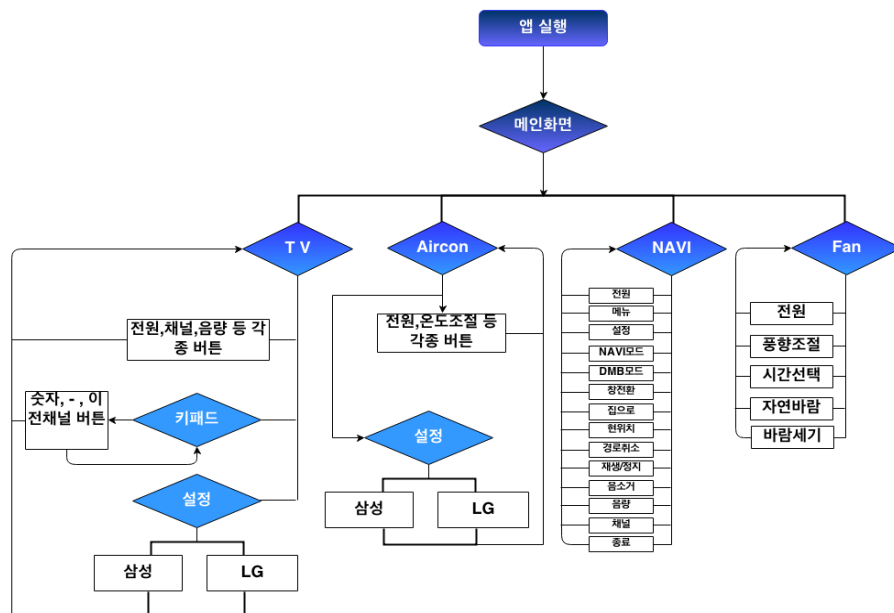 앱 실행
메인화면
T V
Aircon
NAVI
Fan
전원,채널,음량 등 각
종 버튼
숫자, - , 이
전채널 버튼
키패드
설정
삼성
LG
전원,온도조절 등
각종 버튼
설정
삼성
LG
전원
메뉴
설정
NAVI모드
DMB모드
창전환
집으로
현위치
경로취소
재생/정지
음소거
음량
채널
종료
전원
풍향조절
시간선택
자연바람
바람세기